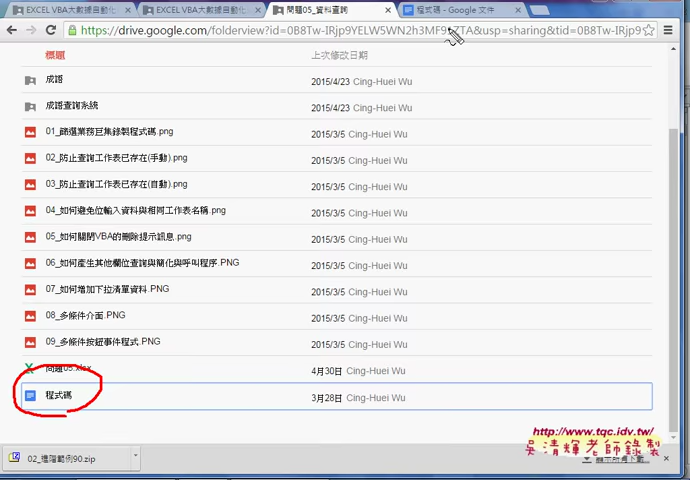 EXCEL VBA大數據自動化
EXCEL VBA大數據自動化
問題05_資料查詢
程式碼 - Google 文件
標題 上次修改日期
成語 2015/4/23 Cing-Huei Wu
成語查詢系統 2015/4/23 Cing-Huei Wu
01_篩選業務巨集錄製程式碼.png 2015/3/5 Cing-Huei Wu
02_防止查詢工作表已存在(手動).png 2015/3/5 Cing-Huei Wu
03_防止查詢工作表已存在(自動).png 2015/3/5 Cing-Huei Wu
04_如何避免位輸入資料與相同工作表名稱.png 2015/3/5 Cing-Huei Wu
05_如何關閉VBA的刪除提示訊息.png 2015/3/5 Cing-Huei Wu
06_如何產生其他欄位查詢與簡化與呼叫程序.PNG 2015/3/5 Cing-Huei Wu
07_如何增加下拉清單資料.PNG 2015/3/5 Cing-Huei Wu
08_多條件介面.PNG 2015/3/5 Cing-Huei Wu
09_多條件按鈕事件程式.PNG 2015/3/5 Cing-Huei Wu
問題05.xlsx 4月30日 Cing-Huei Wu
程式碼 3月28日 Cing-Huei Wu
http://www.tqc.idv.tw/
吳清輝老師錄製
02_進階範例90.zip